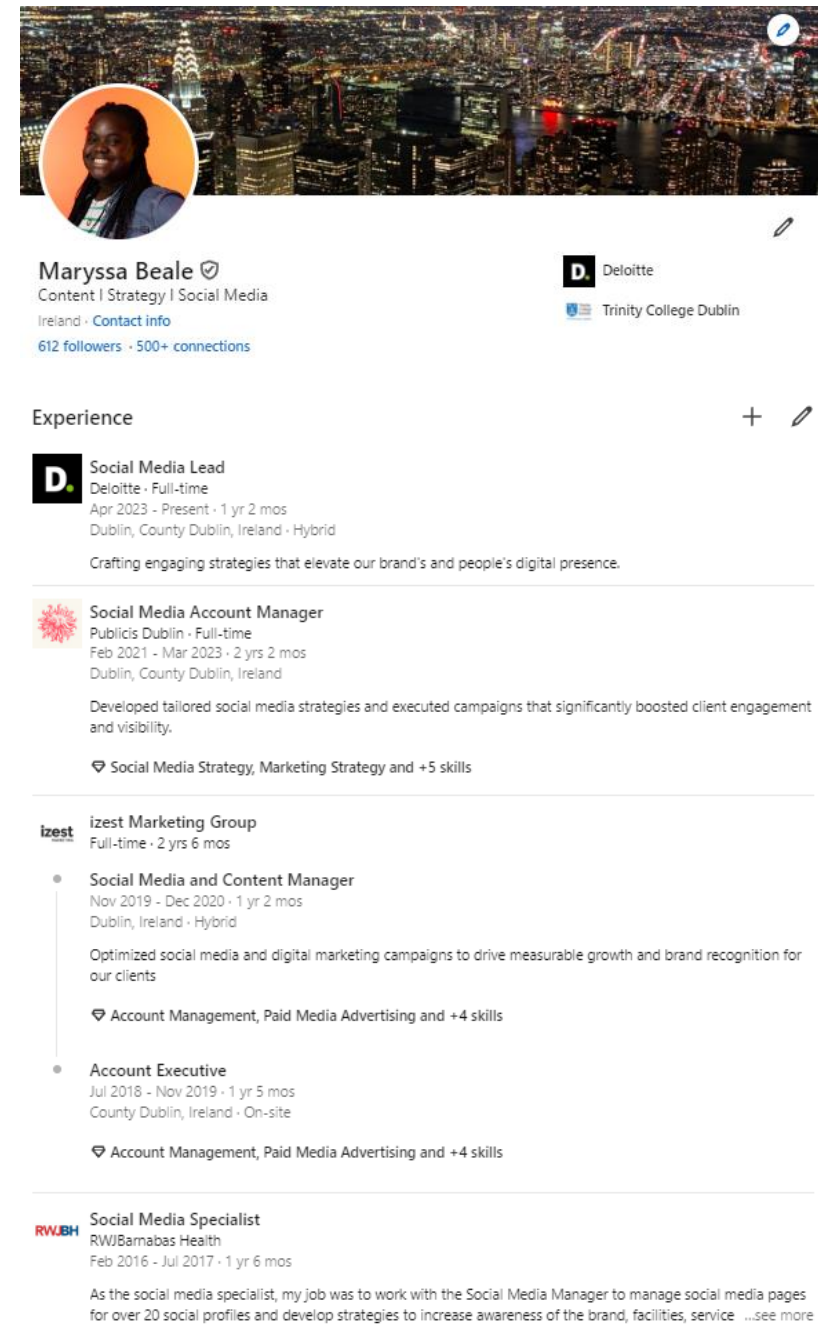 Maryssa Beale
Content | Strategy | Social Media
Ireland · Contact info
612 followers · 500+ connections
D. Deloitte
Trinity College Dublin
Experience
D.
Social Media Lead
Deloitte · Full-time
Apr 2023 - Present · 1 yr 2 mos
Dublin, County Dublin, Ireland · Hybrid
Crafting engaging strategies that elevate our brand's and people's digital presence.
Social Media Account Manager
Publicis Dublin · Full-time
Feb 2021 - Mar 2023 · 2 yrs 2 mos
Dublin, County Dublin, Ireland
Developed tailored social media strategies and executed campaigns that significantly boosted client engagement
and visibility.
Social Media Strategy, Marketing Strategy and +5 skills
izest
izest Marketing Group
Full-time · 2 yrs 6 mos
Social Media and Content Manager
Nov 2019 - Dec 2020 · 1 yr 2 mos
Dublin, Ireland · Hybrid
Optimized social media and digital marketing campaigns to drive measurable growth and brand recognition for
our clients
Account Management, Paid Media Advertising and +4 skills
Account Executive
Jul 2018 - Nov 2019 · 1 yr 5 mos
County Dublin, Ireland · On-site
Account Management, Paid Media Advertising and +4 skills
RWJBH
Social Media Specialist
RWJBarnabas Health
Feb 2016 - Jul 2017 · 1 yr 6 mos
As the social media specialist, my job was to work with the Social Media Manager to manage social media pages
for over 20 social profiles and develop strategies to increase awareness of the brand, facilities, service ...see more